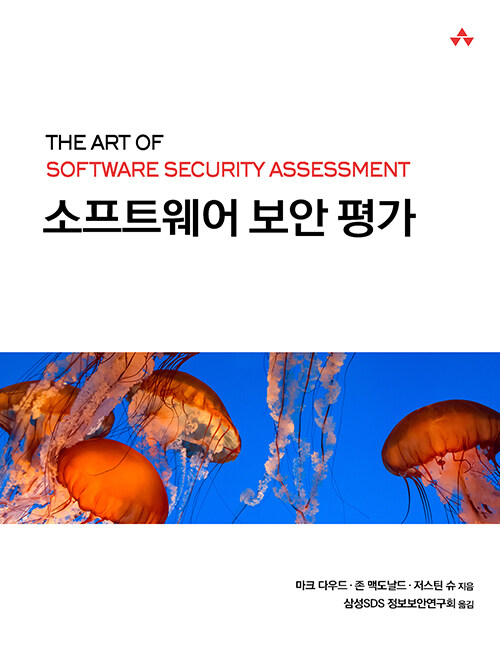 THE ART OF
SOFTWARE SECURITY ASSESSMENT
소프트웨어 보안 평가
마크 다우드 · 존 맥도날드 · 저스틴 슈 지음
삼성SDS 정보보안연구회 옮김